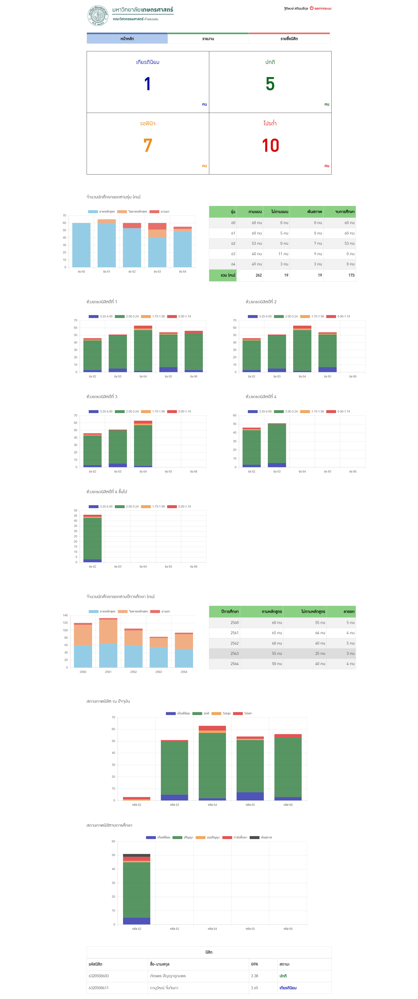 มหาวิทยาลัยเกษตรศาสตร์
คณะวิศวกรรมศาสตร์ กำแพงแสน
ฐิติพงษ์ สถิรเมธีกุล ออกจากระบบ
หน้าหลัก รายงาน รายชื่อนิสิต
เกียรตินิยม ปกติ
1 5
คน คน
รอพินิจ โปรต่ำ
7 10
คน คน
จำนวนนักศึกษาแยกตามรุ่น (คน)
ตามหลักสูตร ไม่ตามหลักสูตร ลาออก
70
60
50
40
30
20
10
0
รุ่น 60 รุ่น 61 รุ่น 62 รุ่น 63 รุ่น 64
รุ่น ตามแผน ไม่ตามแผน พ้นสภาพ จบการศึกษา
60 60 คน 0 คน 0 คน 60 คน
61 60 คน 5 คน 0 คน 60 คน
62 53 คน 0 คน 7 คน 53 คน
63 40 คน 11 คน 9 คน 0 คน
64 49 คน 3 คน 3 คน 0 คน
รวม (คน) 262 19 19 173
ช่วงเกรดนิสิตปีที่ 1
3.25-4.00 2.00-3.24 1.75-1.99 0.00-1.74
70
60
50
40
30
20
10
0
รุ่น 62 รุ่น 63 รุ่น 64 รุ่น 65 รุ่น 66
ช่วงเกรดนิสิตปีที่ 2
3.25-4.00 2.00-3.24 1.75-1.99 0.00-1.74
70
60
50
40
30
20
10
0
รุ่น 62 รุ่น 63 รุ่น 64 รุ่น 65 รุ่น 66
ช่วงเกรดนิสิตปีที่ 3
3.25-4.00 2.00-3.24 1.75-1.99 0.00-1.74
70
60
50
40
30
20
10
0
รุ่น 62 รุ่น 63 รุ่น 64 รุ่น 65 รุ่น 66
ช่วงเกรดนิสิตปีที่ 4
3.25-4.00 2.00-3.24 1.75-1.99 0.00-1.74
60
50
40
30
20
10
0
รุ่น 62 รุ่น 63 รุ่น 64 รุ่น 65 รุ่น 66
ช่วงเกรดนิสิตปีที่ 4 ขึ้นไป
3.25-4.00 2.00-3.24 1.75-1.99 0.00-1.74
50
45
40
35
30
25
20
15
10
5
0
รุ่น 62 รุ่น 63 รุ่น 64 รุ่น 65 รุ่น 66
จำนวนนักศึกษาแยกตามปีการศึกษา (คน)
ตามหลักสูตร ไม่ตามหลักสูตร ลาออก
140
120
100
80
60
40
20
0
2560 2561 2562 2563 2564
ปีการศึกษา ตามหลักสูตร ไม่ตามหลักสูตร ลาออก
2560 60 คน 55 คน 5 คน
2561 65 คน 64 คน 4 คน
2562 60 คน 40 คน 5 คน
2563 55 คน 25 คน 3 คน
2564 50 คน 40 คน 4 คน
สถานภาพนิสิต ณ ปัจจุบัน
เกียรตินิยม ปกติ โปรสูง โปรต่ำ
70
60
50
40
30
20
10
0
รหัส 62 รหัส 63 รหัส 64 รหัส 65 รหัส 66
สถานภาพนิสิตจบการศึกษา
เกียรตินิยม ปริญญา อนุปริญญา กำลังศึกษา พ้นสภาพ
60
50
40
30
20
10
0
รหัส 62 รหัส 63 รหัส 64 รหัส 65 รหัส 66
นิสิต
รหัสนิสิต ชื่อ-นามสกุล GPA สถานะ
6320500603 ภัทรพร ปัญญาอุดมพร 3.38 ปกติ
6320500611 ภานุวัฒน์ จั่นจินดา 3.65 เกียรตินิยม